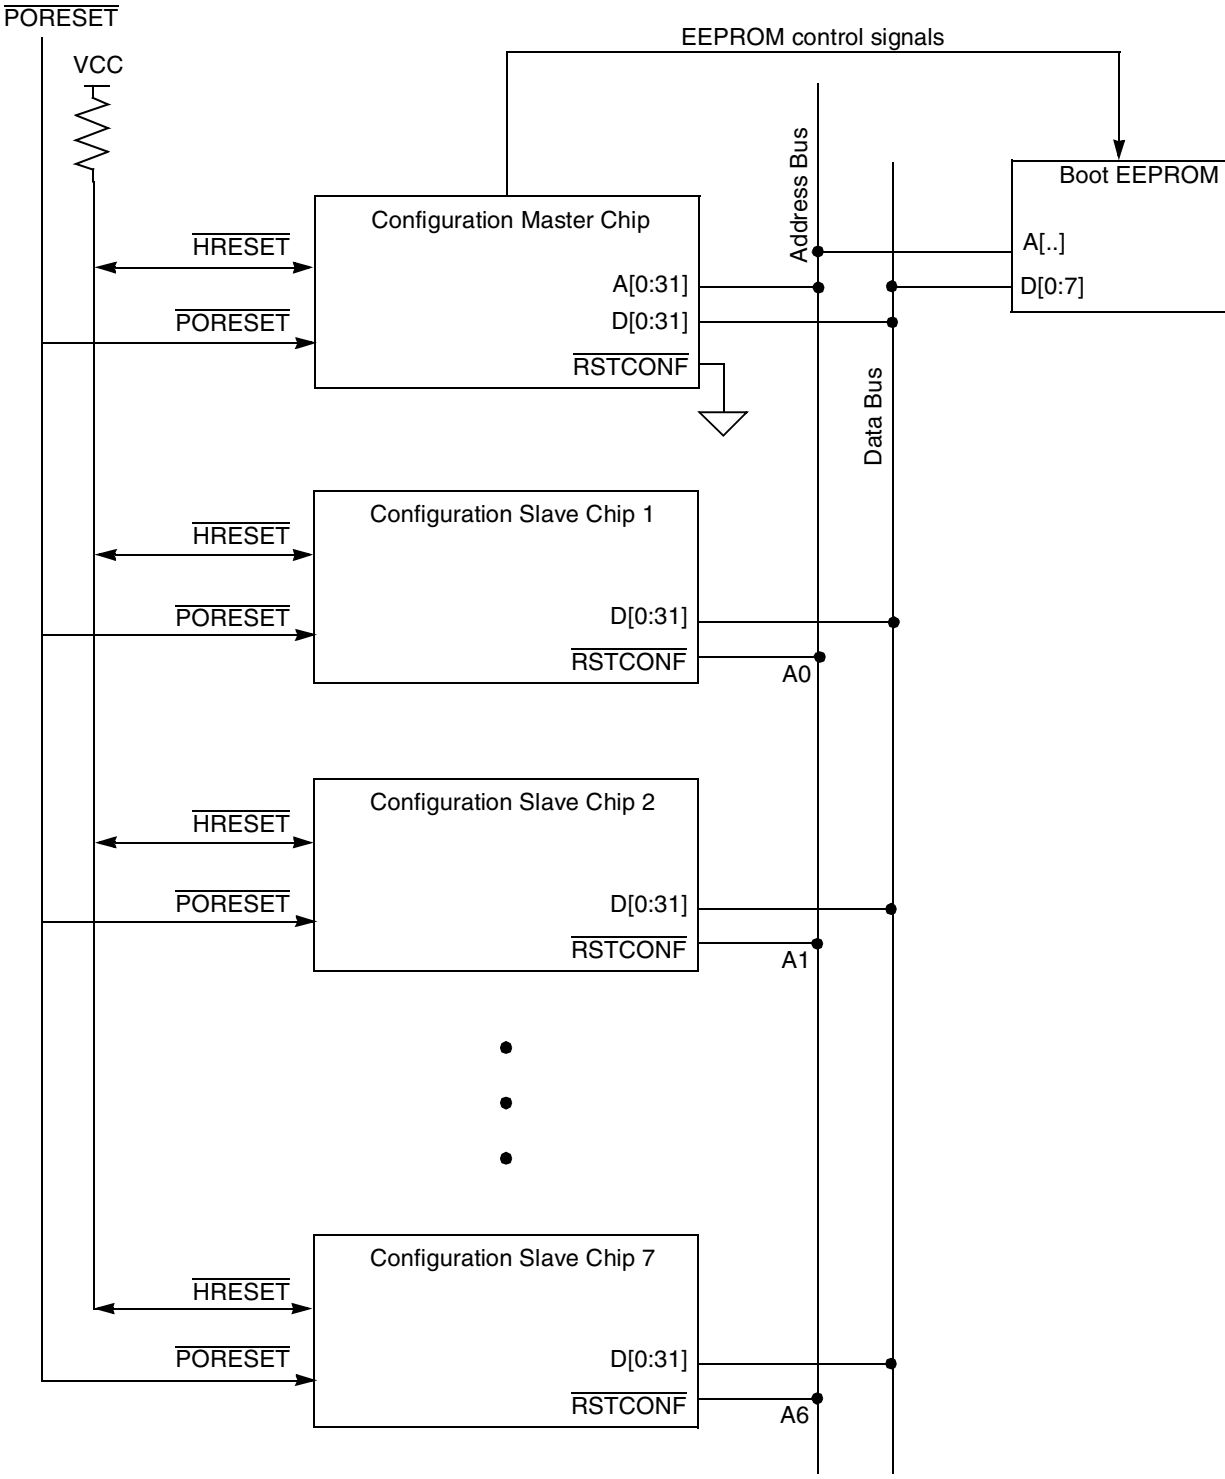 PORESET
VCC
EEPROM control signals
Address Bus
Data Bus
Boot EEPROM
A[..]
D[0:7]
Configuration Master Chip
HRESET
PORESET
A[0:31]
D[0:31]
RSTCONF
Configuration Slave Chip 1
HRESET
PORESET
D[0:31]
RSTCONF
A0
Configuration Slave Chip 2
HRESET
PORESET
D[0:31]
RSTCONF
A1
Configuration Slave Chip 7
HRESET
PORESET
D[0:31]
RSTCONF
A6